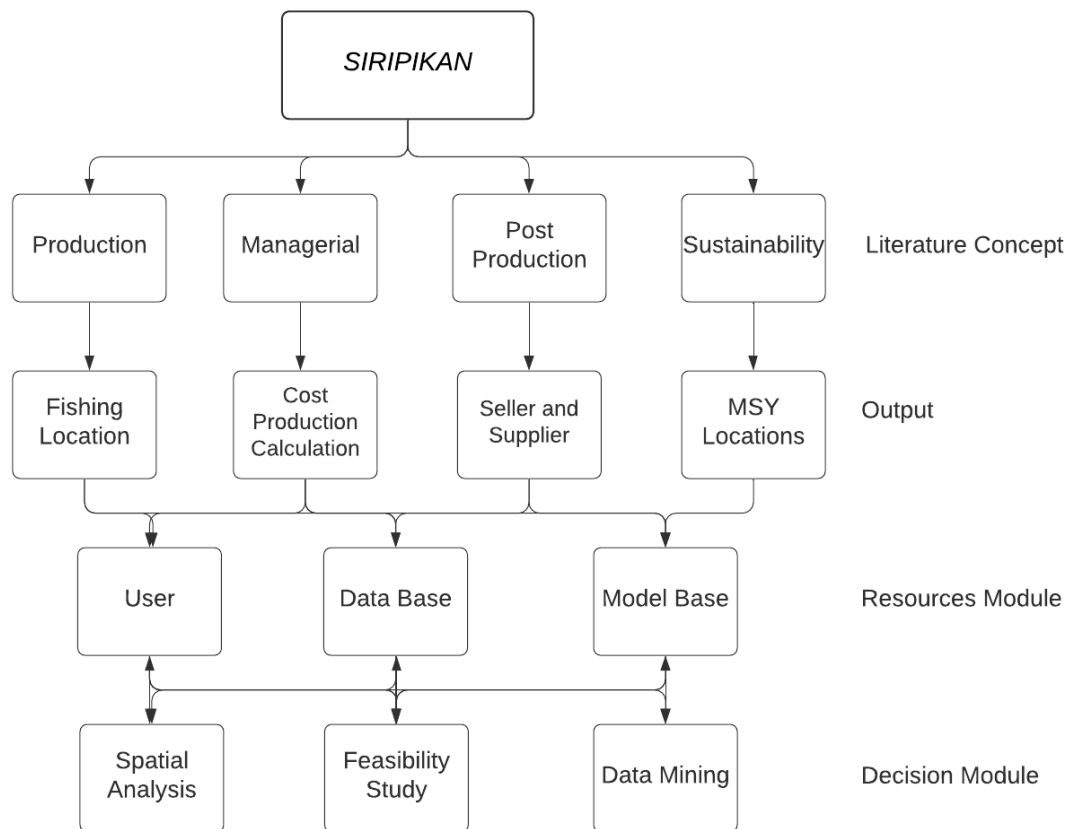 SIRIPIKAN
Production
Managerial
Post
Production
Sustainability
Literature Concept
Fishing
Location
Cost
Production
Calculation
Seller and
Supplier
MSY
Locations
Output
User
Data Base
Model Base
Resources Module
Spatial
Analysis
Feasibility
Study
Data Mining
Decision Module